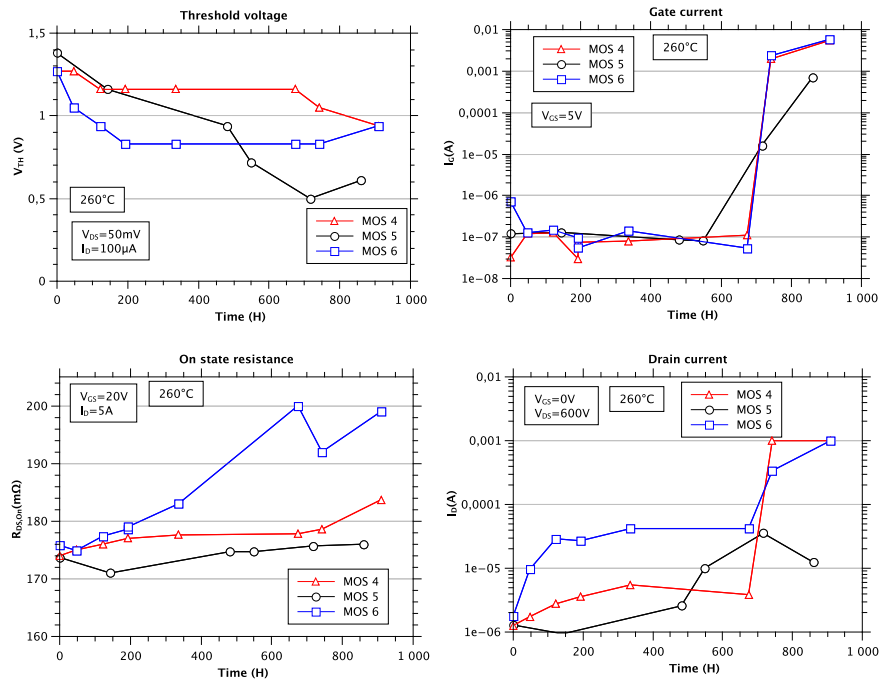 Threshold voltage
1,5
1
0,5
0
V_TH (V)
260°C
V_DS=50mV
I_D=100µA
MOS 4
MOS 5
MOS 6
0 200 400 600 800 1 000
Time (H)
Gate current
0,01
0,001
0,0001
1e-05
1e-06
1e-07
1e-08
I_G(A)
MOS 4
MOS 5
MOS 6
260°C
V_GS=5V
0 200 400 600 800 1 000
Time (H)
On state resistance
200
190
180
170
160
R_DS,On(mΩ)
V_GS=20V
I_D=5A
260°C
MOS 4
MOS 5
MOS 6
0 200 400 600 800 1 000
Time (H)
Drain current
0,01
0,001
0,0001
1e-05
1e-06
I_D(A)
V_GS=0V
V_DS=600V
260°C
MOS 4
MOS 5
MOS 6
0 200 400 600 800 1 000
Time (H)